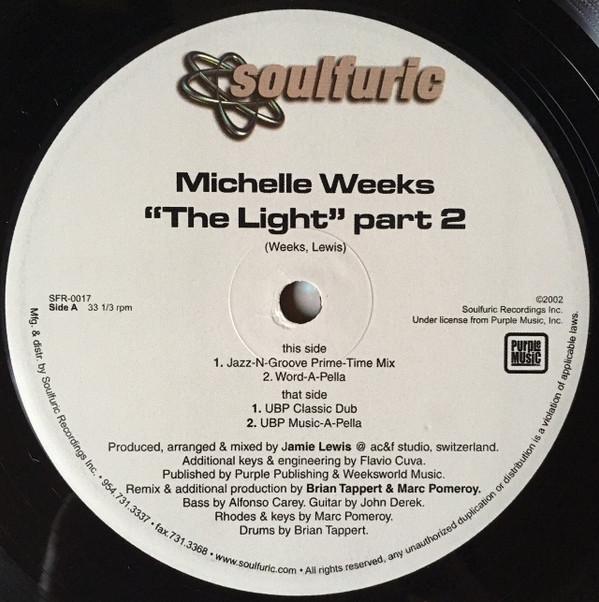 soulfuric
Michelle Weeks
“The Light” part 2
(Weeks, Lewis)
SFR-0017
Side A 33 1/3 rpm
©2002
Soulfuric Recordings Inc.
Under license from Purple Music, Inc.
PURPLE
MUSIC
this side
1. Jazz-N-Groove Prime-Time Mix
2. Word-A-Pella
that side
1. UBP Classic Dub
2. UBP Music-A-Pella
Produced, arranged & mixed by Jamie Lewis @ ac&f studio, switzerland.
Additional keys & engineering by Flavio Cuva.
Published by Purple Publishing & Weeksworld Music.
Remix & additional production by Brian Tappert & Marc Pomeroy.
Bass by Alfonso Carey. Guitar by John Derek.
Rhodes & keys by Marc Pomeroy.
Drums by Brian Tappert.
Mfg. & distr. by Soulfuric Recordings Inc. • 954.731.3337 • fax.731.3368 • www.soulfuric.com • All rights reserved, any unauthorized duplication or distribution is a violation of applicable laws.